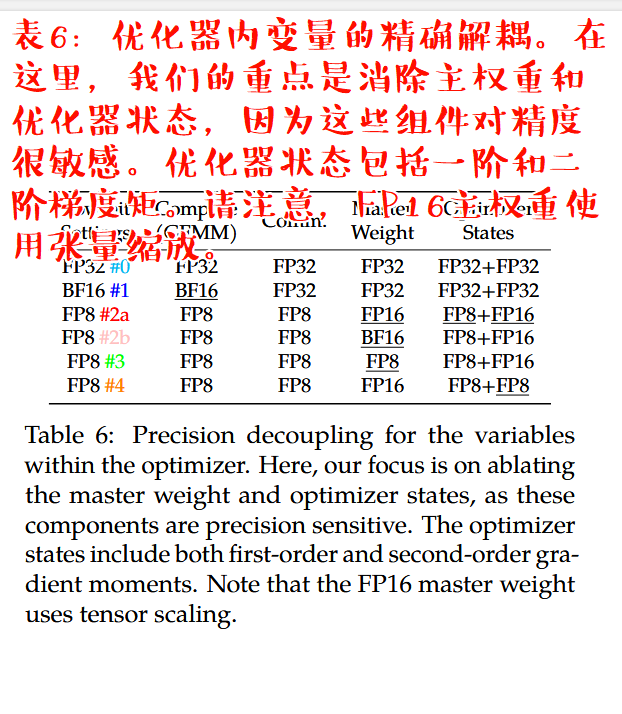 表6：优化器内变量的精确解耦。在
这里，我们的重点是消除主权重和
优化器状态，因为这些组件对精度
很敏感。优化器状态包括一阶和二
阶梯度矩。请注意，FP16主权重使
用张量缩放。
(GEMM) Comm. Weight States
FP32 #0 FP32 FP32 FP32 FP32+FP32
BF16 #1 BF16 FP32 FP32 FP32+FP32
FP8 #2a FP8 FP8 FP16 FP8+FP16
FP8 #2b FP8 FP8 BF16 FP8+FP16
FP8 #3 FP8 FP8 FP8 FP8+FP16
FP8 #4 FP8 FP8 FP16 FP8+FP8
Table 6: Precision decoupling for the variables
within the optimizer. Here, our focus is on ablating
the master weight and optimizer states, as these
components are precision sensitive. The optimizer
states include both first-order and second-order gra-
dient moments. Note that the FP16 master weight
uses tensor scaling.